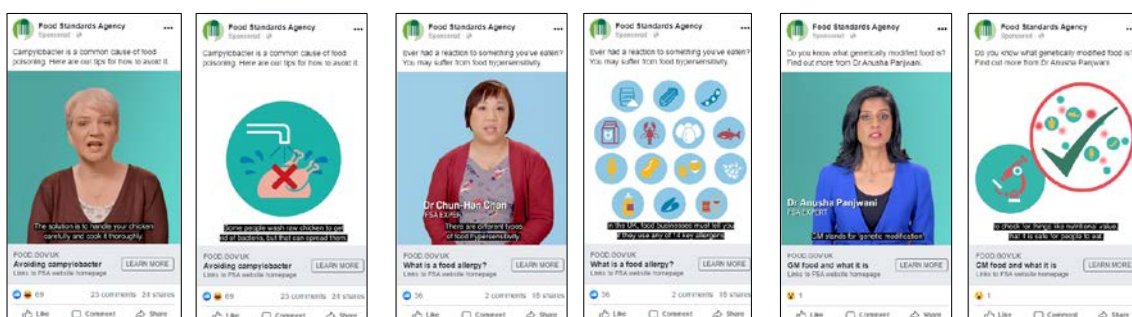 Food Standards Agency
Sponsored
Campylobacter is a common cause of food
poisoning. Here are our tips for how to avoid it.
The solution is to handle your chicken
carefully and cook it thoroughly.
FOOD.GOV.UK
Avoiding campylobacter
Links to FSA website homepage
LEARN MORE
69
23 comments 24 shares
Like Comment Share
Food Standards Agency
Sponsored
Campylobacter is a common cause of food
poisoning. Here are our tips for how to avoid it.
Some people wash raw chicken to get
rid of bacteria, but that can spread them.
FOOD.GOV.UK
Avoiding campylobacter
Links to FSA website homepage
LEARN MORE
69
23 comments 24 shares
Like Comment Share
Food Standards Agency
Sponsored
Ever had a reaction to something you've eaten?
You may suffer from food hypersensitivity.
Dr Chun-Han Chan
FSA EXPERT
There are different types
of food hypersensitivity.
FOOD.GOV.UK
What is a food allergy?
Links to FSA website homepage
LEARN MORE
36
2 comments 18 shares
Like Comment Share
Food Standards Agency
Sponsored
Ever had a reaction to something you've eaten?
You may suffer from food hypersensitivity.
In the UK, food businesses must tell you
if they use any of 14 key allergens
FOOD.GOV.UK
What is a food allergy?
Links to FSA website homepage
LEARN MORE
36
2 comments 18 shares
Like Comment Share
Food Standards Agency
Sponsored
Do you know what genetically modified food is?
Find out more from Dr Anusha Panjwani.
Dr Anusha Panjwani
FSA EXPERT
GM stands for 'genetic modification'
FOOD.GOV.UK
GM food and what it is
Links to FSA website homepage
LEARN MORE
1
Like Comment Share
Food Standards Agency
Sponsored
Do you know what genetically modified food is?
Find out more from Dr Anusha Panjwani.
to check for things like nutritional value,
that it is safe for people to eat.
FOOD.GOV.UK
GM food and what it is
Links to FSA website homepage
LEARN MORE
1
Like Comment Share